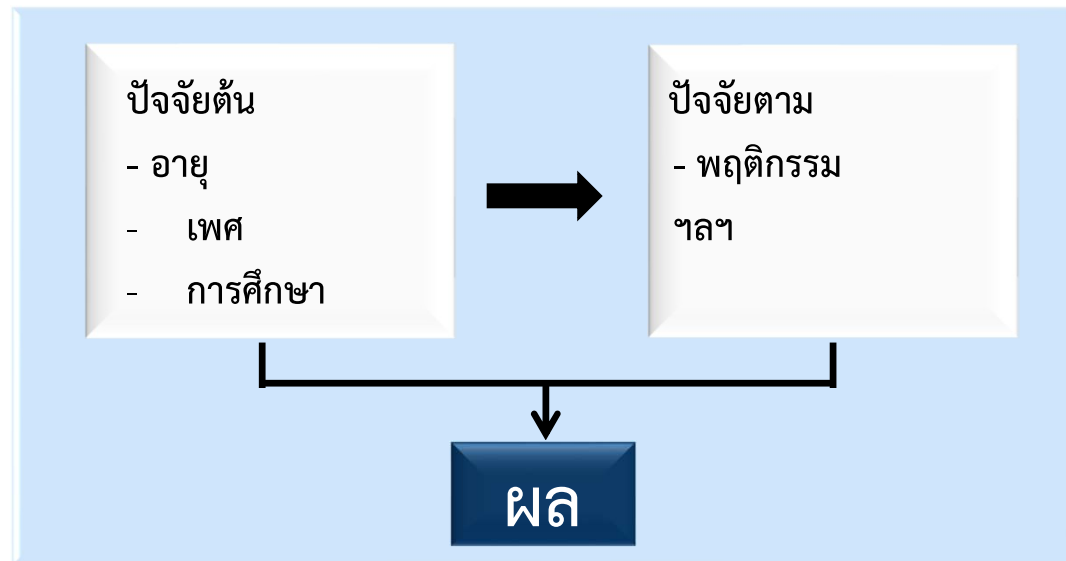 ปัจจัยต้น
- อายุ
- เพศ
- การศึกษา
ปัจจัยตาม
- พฤติกรรม
ฯลฯ
ผล